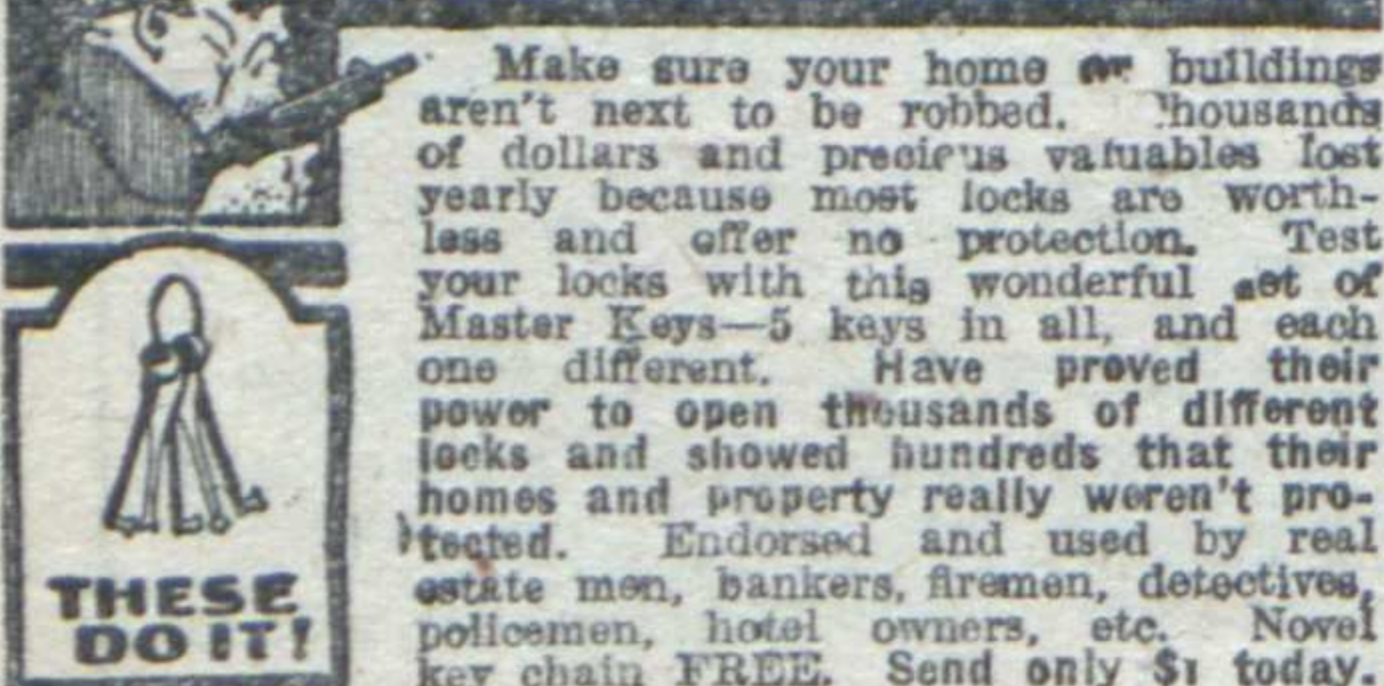 Make sure your home or buildings
aren't next to be robbed. Thousands
of dollars and precious valuables lost
yearly because most locks are worth-
less and offer no protection. Test
your locks with this wonderful set of
Master Keys—5 keys in all, and each
one different. Have proved their
power to open thousands of different
locks and showed hundreds that their
homes and property really weren't pro-
tected. Endorsed and used by real
estate men, bankers, firemen, detectives,
policemen, hotel owners, etc. Novel
key chain FREE. Send only $1 today.
THESE
DO IT!